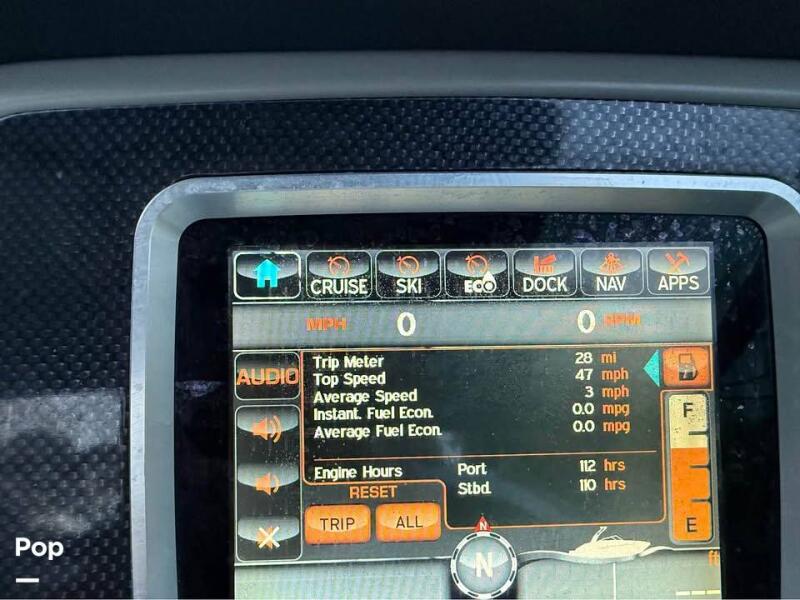 CRUISE SKI ECO DOCK NAV APPS
MPH 0 0 RPM
AUDIO
Trip Meter 28 mi
Top Speed 47 mph
Average Speed 3 mph
Instant. Fuel Econ. 0.0 mpg
Average Fuel Econ. 0.0 mpg
F
Engine Hours Port 112 hrs
Stbd. 110 hrs
RESET
TRIP ALL
E
N
N
ft
Pop